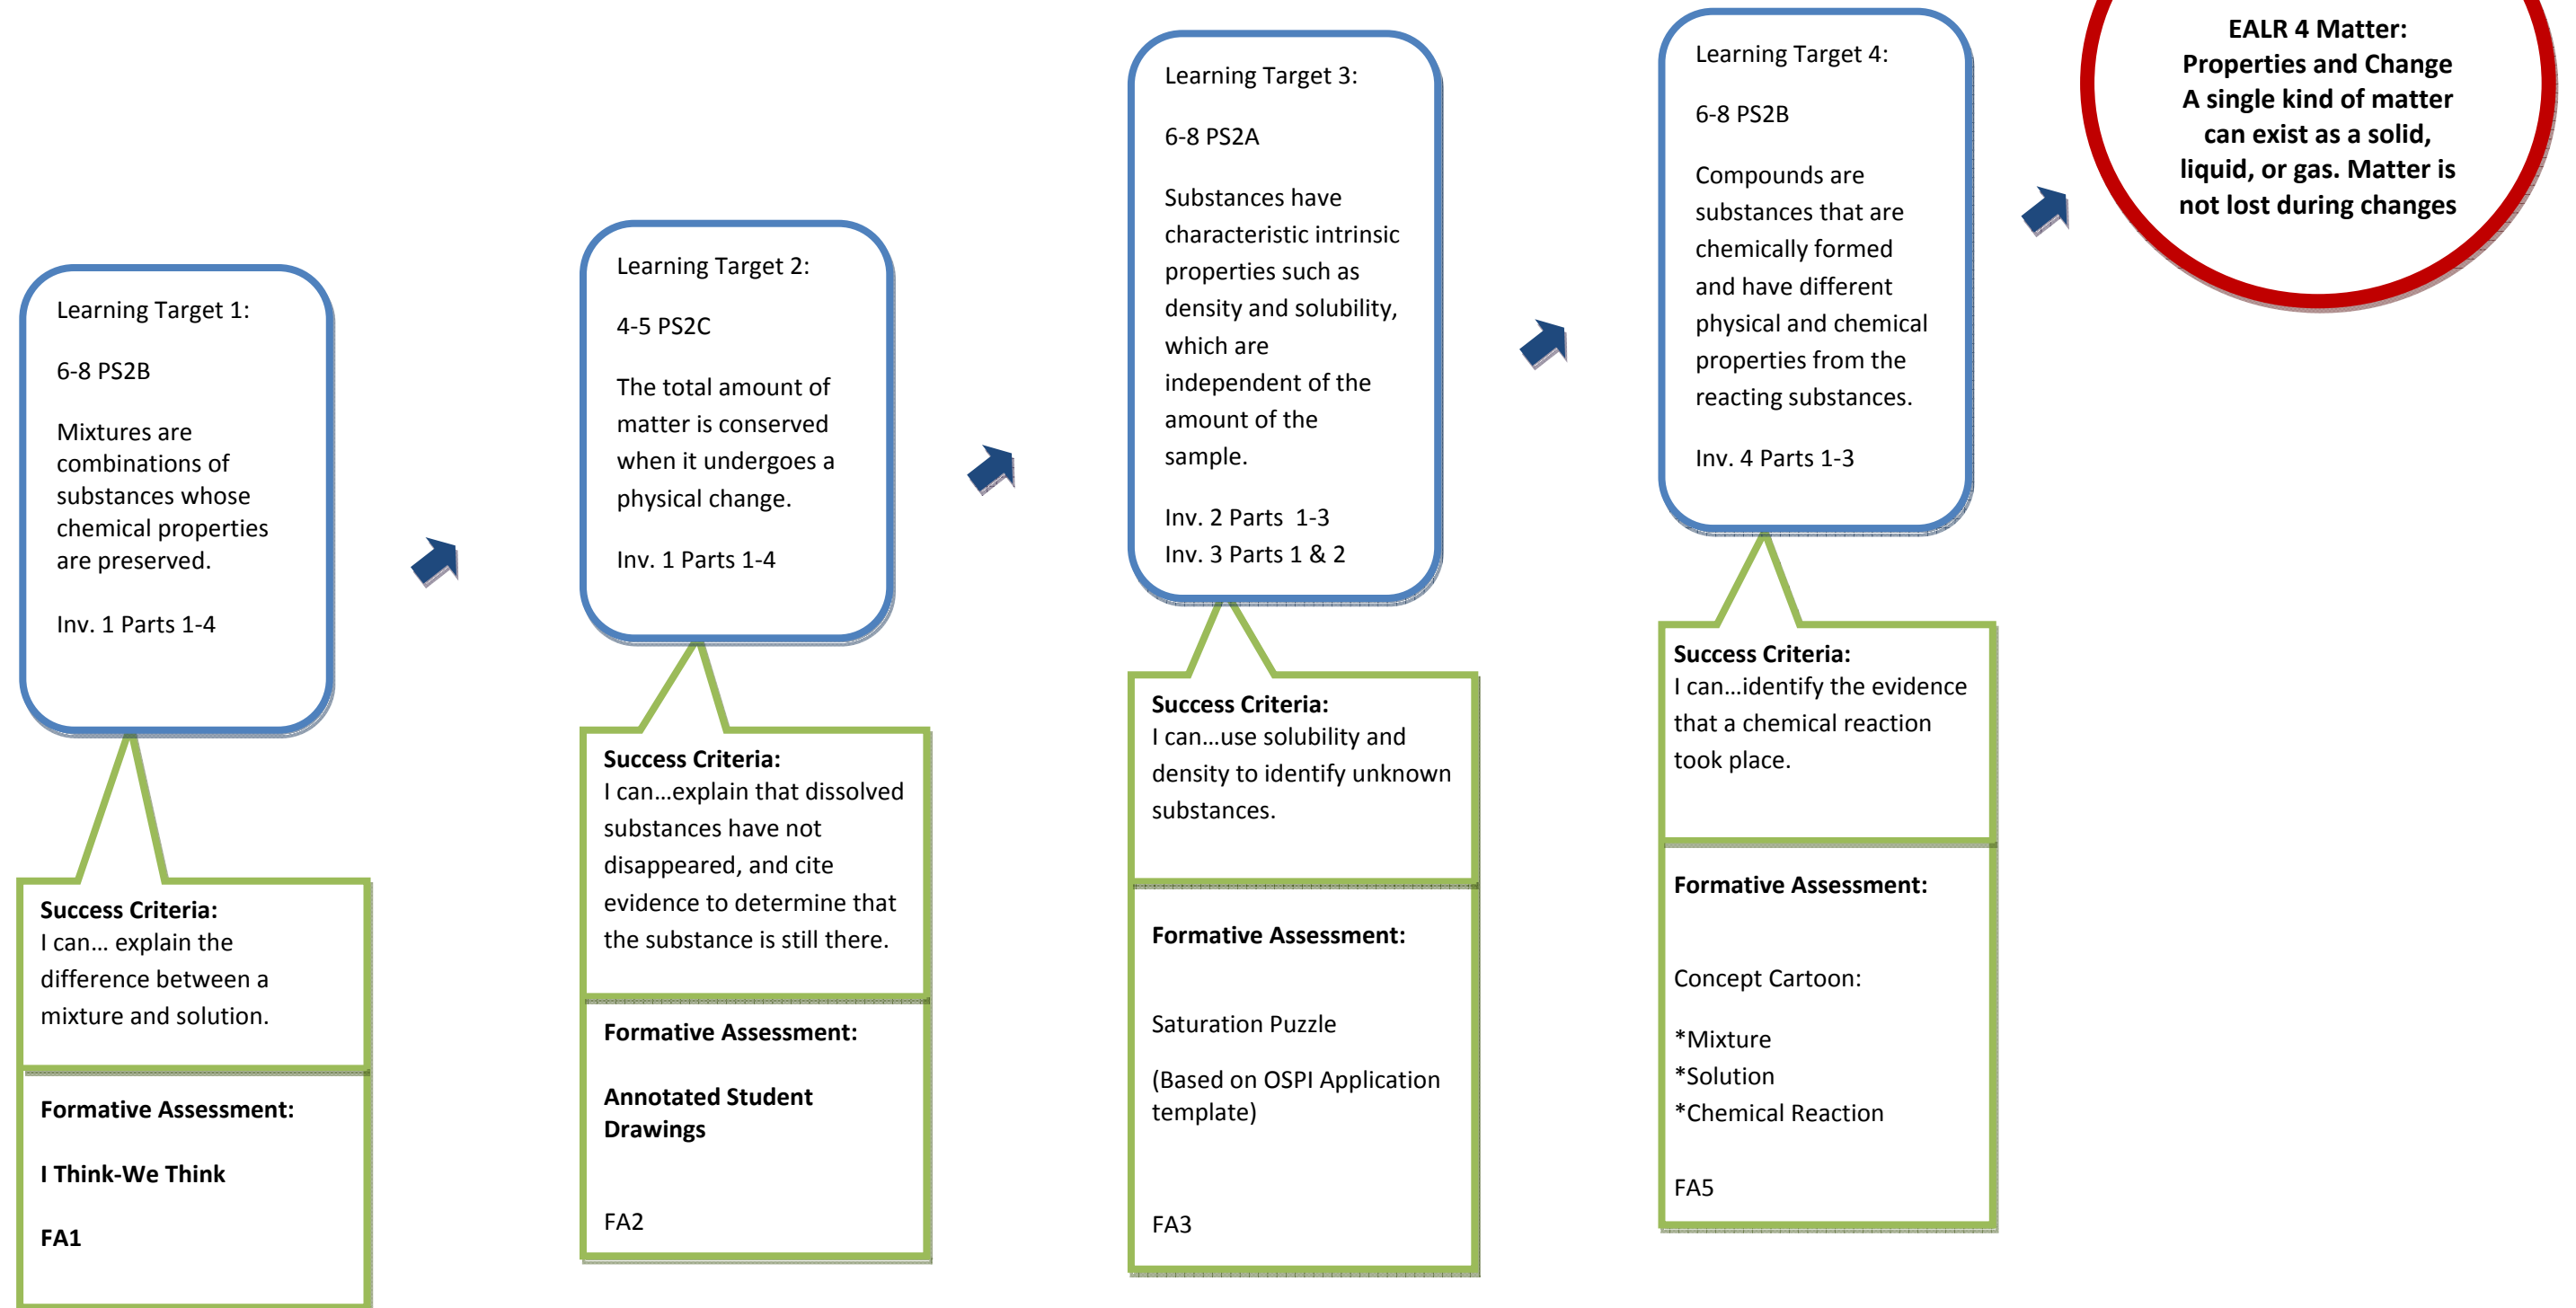 Learning Target 1:
6-8 PS2B
Mixtures are
combinations of
substances whose
chemical properties
are preserved.
Inv. 1 Parts 1-4
Success Criteria:
I can... explain the
difference between a
mixture and solution.
Formative Assessment:
I Think-We Think
FA1
Learning Target 2:
4-5 PS2C
The total amount of
matter is conserved
when it undergoes a
physical change.
Inv. 1 Parts 1-4
Success Criteria:
I can...explain that dissolved
substances have not
disappeared, and cite
evidence to determine that
the substance is still there.
Formative Assessment:
Annotated Student
Drawings
FA2
Learning Target 3:
6-8 PS2A
Substances have
characteristic intrinsic
properties such as
density and solubility,
which are
independent of the
amount of the
sample.
Inv. 2 Parts 1-3
Inv. 3 Parts 1 & 2
Success Criteria:
I can...use solubility and
density to identify unknown
substances.
Formative Assessment:
Saturation Puzzle
(Based on OSPI Application
template)
FA3
Learning Target 4:
6-8 PS2B
Compounds are
substances that are
chemically formed
and have different
physical and chemical
properties from the
reacting substances.
Inv. 4 Parts 1-3
Success Criteria:
I can...identify the evidence
that a chemical reaction
took place.
Formative Assessment:
Concept Cartoon:
*Mixture
*Solution
*Chemical Reaction
FA5
EALR 4 Matter:
Properties and Change
A single kind of matter
can exist as a solid,
liquid, or gas. Matter is
not lost during changes